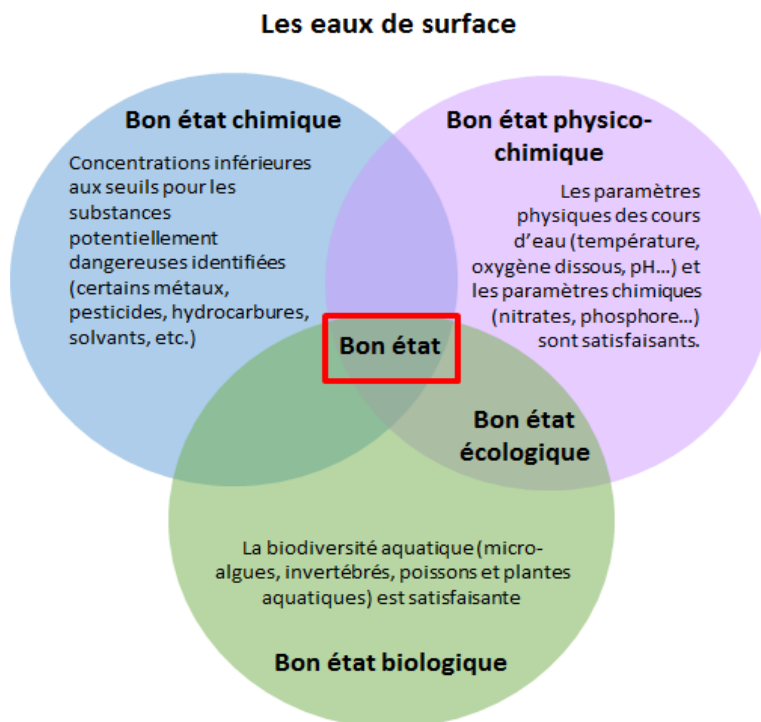 Les eaux de surface
Bon état chimique
Concentrations inférieures
aux seuils pour les
substances
potentiellement
dangereuses identifiées
(certains métaux,
pesticides, hydrocarbures,
solvants, etc.)
Bon état physico-
chimique
Les paramètres
physiques des cours
d'eau (température,
oxygène dissous, pH...) et
les paramètres chimiques
(nitrates, phosphore...)
sont satisfaisants.
Bon état
Bon état
écologique
La biodiversité aquatique (micro-
algues, invertébrés, poissons et plantes
aquatiques) est satisfaisante
Bon état biologique